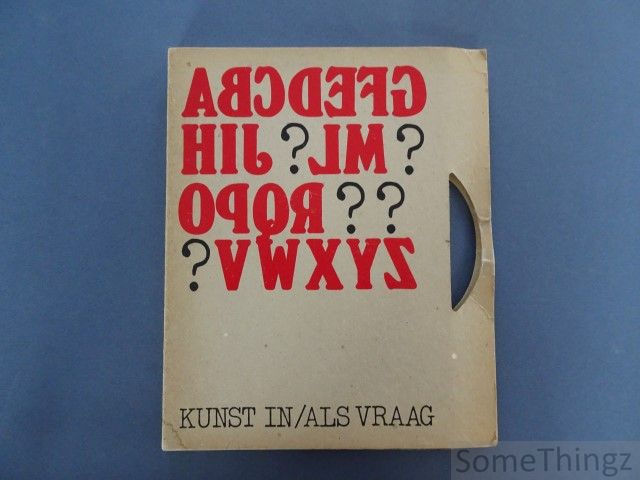 ABCDEFG
HIJ?LM?
OPQR??
?VWXYZ
KUNST IN/ALS VRAAG
SomeThingz